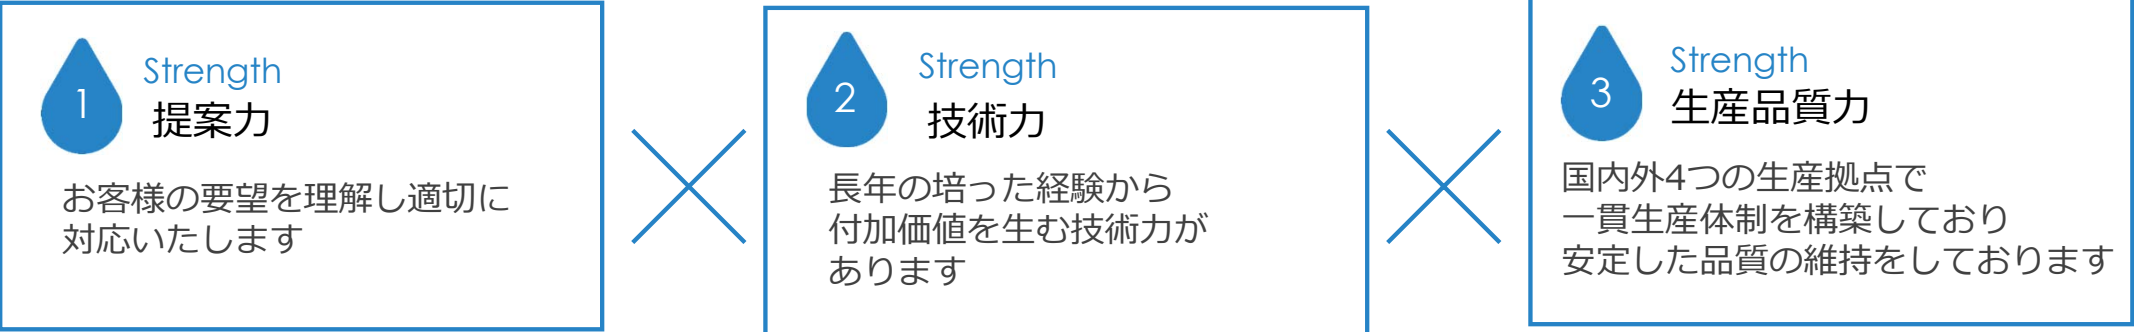 1
Strength
提案力
お客様の要望を理解し適切に
対応いたします
2
Strength
技術力
長年の培った経験から
付加価値を生む技術力が
あります
3
Strength
生産品質力
国内外4つの生産拠点で
一貫生産体制を構築しており
安定した品質の維持をしております